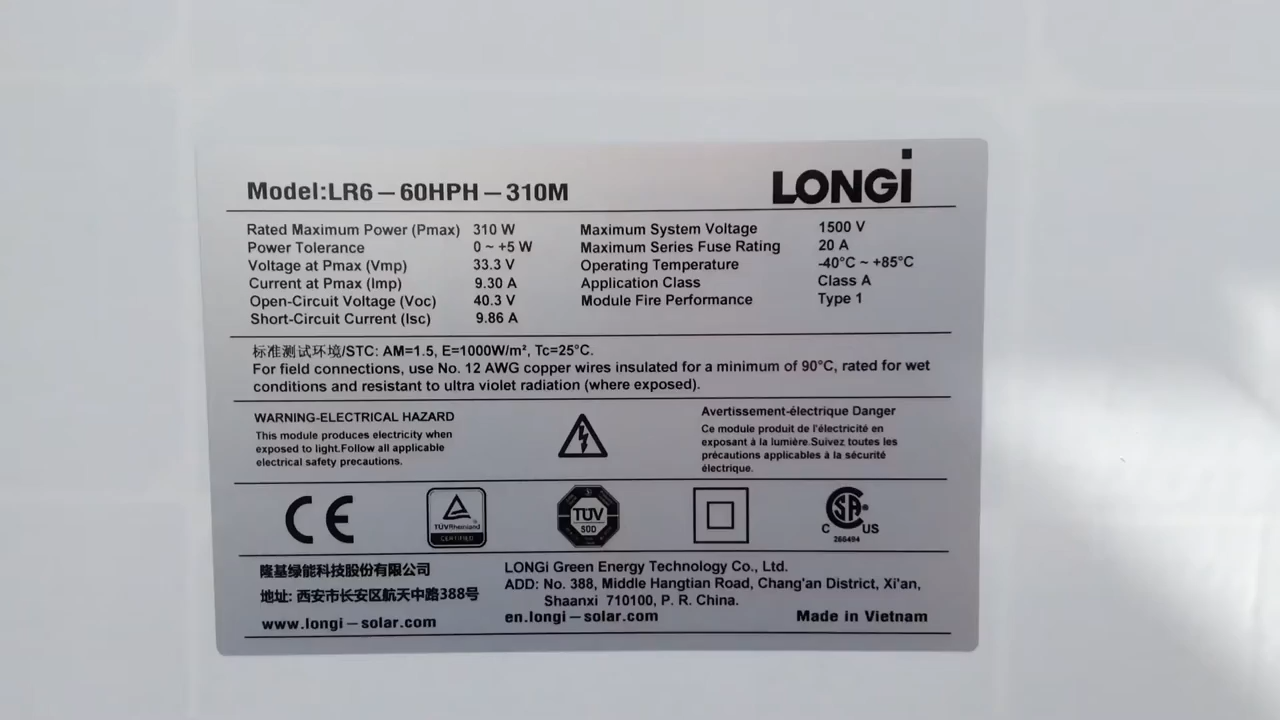 Model:LR6－60HPH－310M
LONGi
Rated Maximum Power (Pmax) 310 W
Power Tolerance 0 ~ +5 W
Voltage at Pmax (Vmp) 33.3 V
Current at Pmax (Imp) 9.30 A
Open-Circuit Voltage (Voc) 40.3 V
Short-Circuit Current (Isc) 9.86 A
Maximum System Voltage 1500 V
Maximum Series Fuse Rating 20 A
Operating Temperature -40°C ~ +85°C
Application Class Class A
Module Fire Performance Type 1
标准测试环境/STC: AM=1.5, E=1000W/m², Tc=25°C.
For field connections, use No. 12 AWG copper wires insulated for a minimum of 90°C, rated for wet
conditions and resistant to ultra violet radiation (where exposed).
WARNING-ELECTRICAL HAZARD
This module produces electricity when
exposed to light.Follow all applicable
electrical safety precautions.
Avertissement-électrique Danger
Ce module produit de l'électricité en
exposant à la lumière.Suivez toutes les
précautions applicables à la sécurité
électrique.
CE
TÜVRheinland
CERTIFIED
TÜV
SÜD
C SA US
266494
隆基绿能科技股份有限公司
地址: 西安市长安区航天中路388号
www.longi－solar.com
LONGi Green Energy Technology Co., Ltd.
ADD: No. 388, Middle Hangtian Road, Chang'an District, Xi'an,
Shaanxi 710100, P. R. China.
en.longi－solar.com
Made in Vietnam